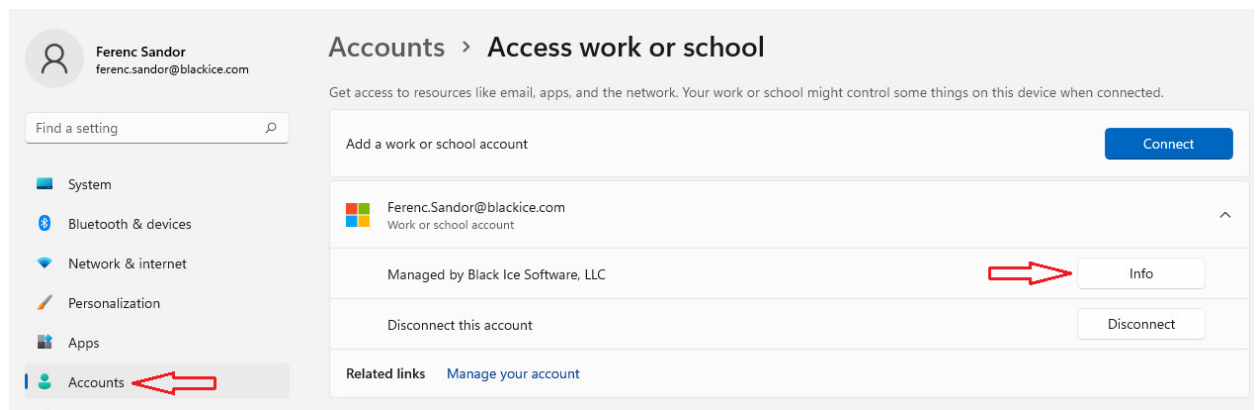 Ferenc Sandor
ferenc.sandor@blackice.com
Find a setting
System
Bluetooth & devices
Network & internet
Personalization
Apps
Accounts
Accounts > Access work or school
Get access to resources like email, apps, and the network. Your work or school might control some things on this device when connected.
Add a work or school account
Connect
Ferenc.Sandor@blackice.com
Work or school account
Managed by Black Ice Software, LLC
Info
Disconnect this account
Disconnect
Related links Manage your account